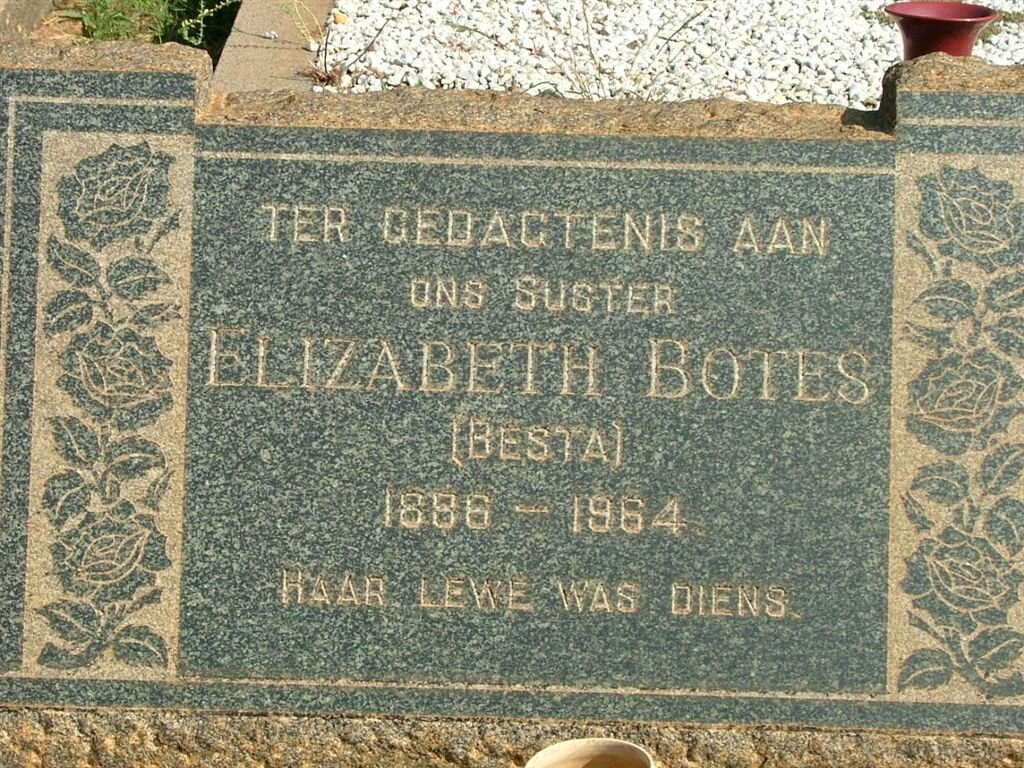 TER GEDAGTENIS AAN
ONS SUSTER
ELIZABETH BOTES
(BESTA)
1886 - 1964.
HAAR LEWE WAS DIENS.